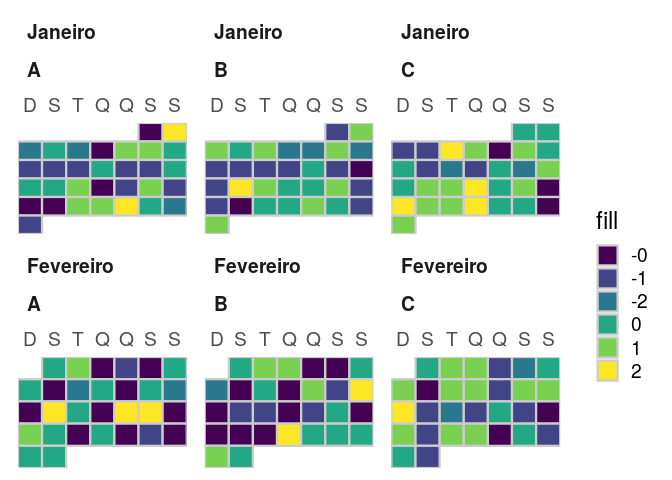 Janeiro Janeiro Janeiro
A B C
D S T Q Q S S D S T Q Q S S D S T Q Q S S
fill
-0
-1
-2
0
1
2
Fevereiro Fevereiro Fevereiro
A B C
D S T Q Q S S D S T Q Q S S D S T Q Q S S